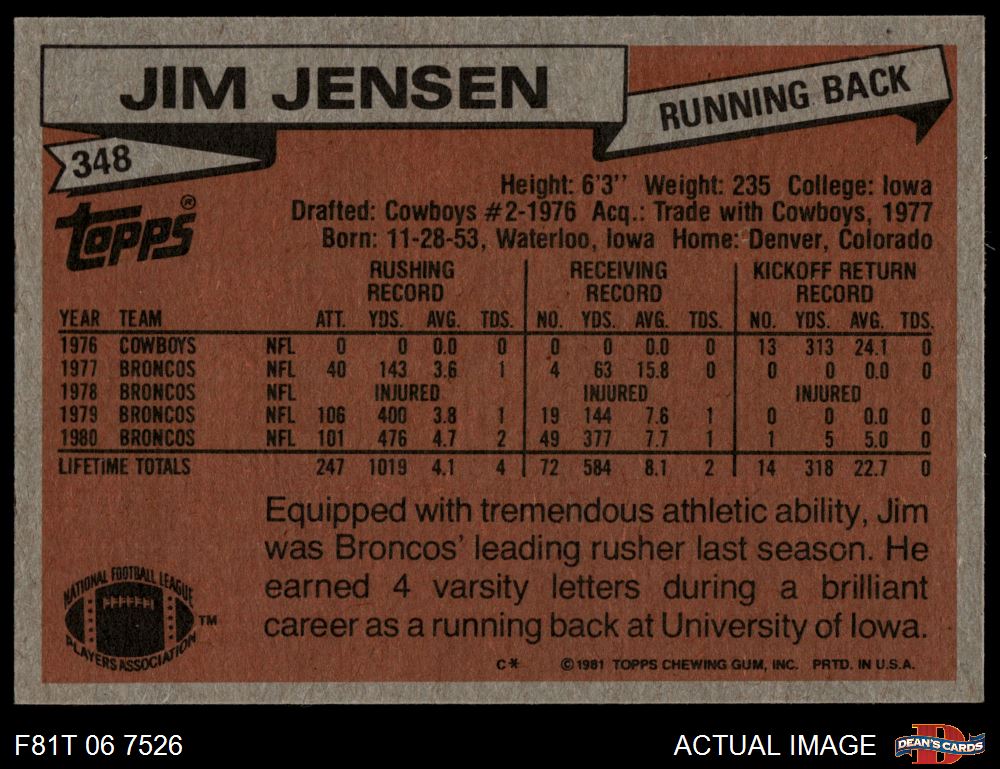 JIM JENSEN
RUNNING BACK
348
Topps®
Height: 6'3'' Weight: 235 College: Iowa
Drafted: Cowboys #2-1976 Acq.: Trade with Cowboys, 1977
Born: 11-28-53, Waterloo, Iowa Home: Denver, Colorado
RUSHING RECEIVING KICKOFF RETURN
RECORD RECORD RECORD
YEAR TEAM ATT. YDS. AVG. TDS. NO. YDS. AVG. TDS. NO. YDS. AVG. TDS.
1976 COWBOYS NFL 0 0 0.0 0 0 0 0.0 0 13 313 24.1 0
1977 BRONCOS NFL 40 143 3.6 1 4 63 15.8 0 0 0 0.0 0
1978 BRONCOS NFL INJURED INJURED INJURED
1979 BRONCOS NFL 106 400 3.8 1 19 144 7.6 1 0 0 0.0 0
1980 BRONCOS NFL 101 476 4.7 2 49 377 7.7 1 1 5 5.0 0
LIFETIME TOTALS 247 1019 4.1 4 72 584 8.1 2 14 318 22.7 0
Equipped with tremendous athletic ability, Jim
was Broncos' leading rusher last season. He
earned 4 varsity letters during a brilliant
career as a running back at University of Iowa.
NATIONAL FOOTBALL LEAGUE
PLAYERS ASSOCIATION
TM
C* ©1981 TOPPS CHEWING GUM, INC. PRTD. IN U.S.A.
F81T 06 7526
ACTUAL IMAGE
D
DEAN'S CARDS